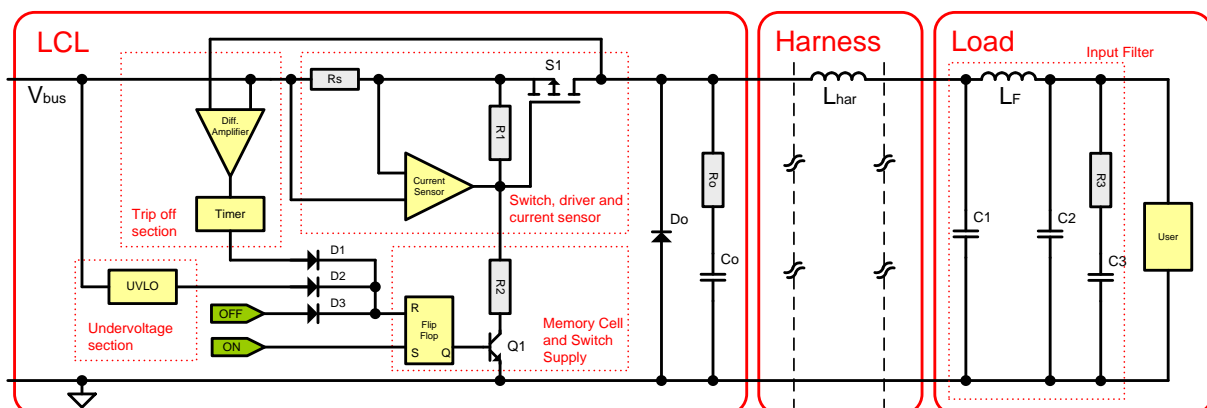 LCL
Harness
Load
Input Filter
Vbus
Rs
S1
Lhar
LF
Diff.
Amplifier
R1
Current
Sensor
Switch, driver and
current sensor
Timer
Trip off
section
Ro
R3
Do
Co
C1
C2
C3
User
D1
D2
D3
UVLO
OFF
ON
Undervoltage
section
R
Flip
Flop
S
Q
R2
Q1
Memory Cell
and Switch
Supply